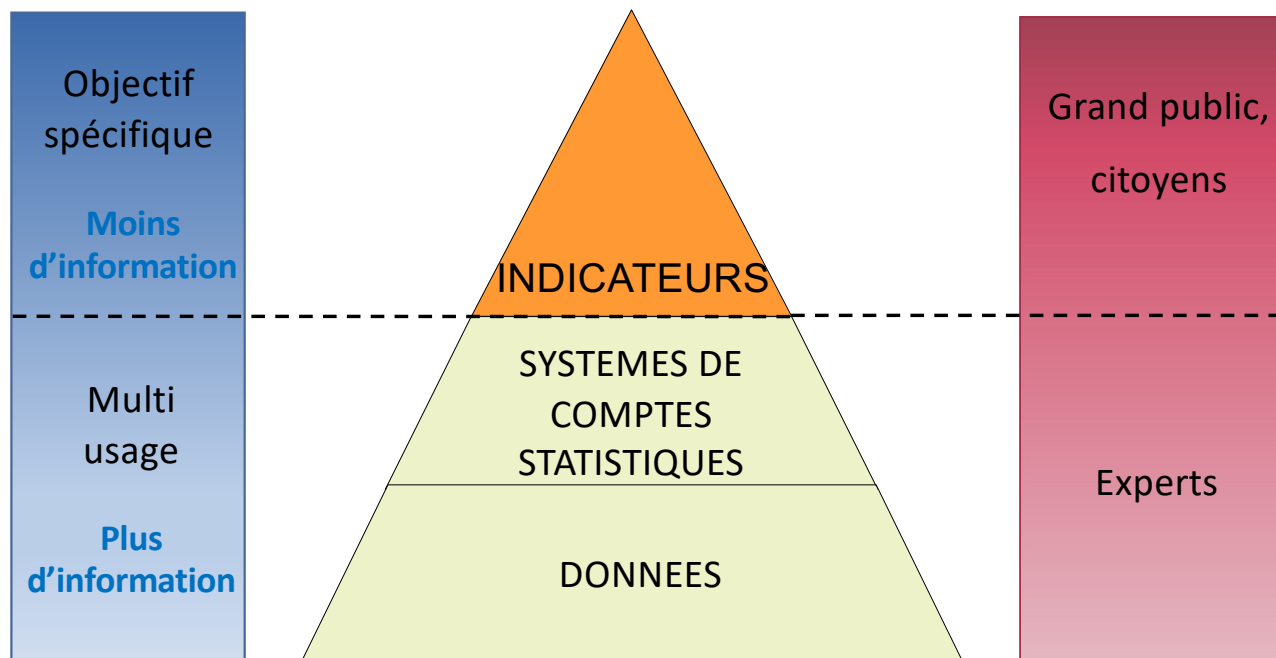 Objectif
spécifique
Moins
d’information
Multi
usage
Plus
d’information
INDICATEURS
SYSTEMES DE
COMPTES
STATISTIQUES
DONNEES
Grand public,
citoyens
Experts